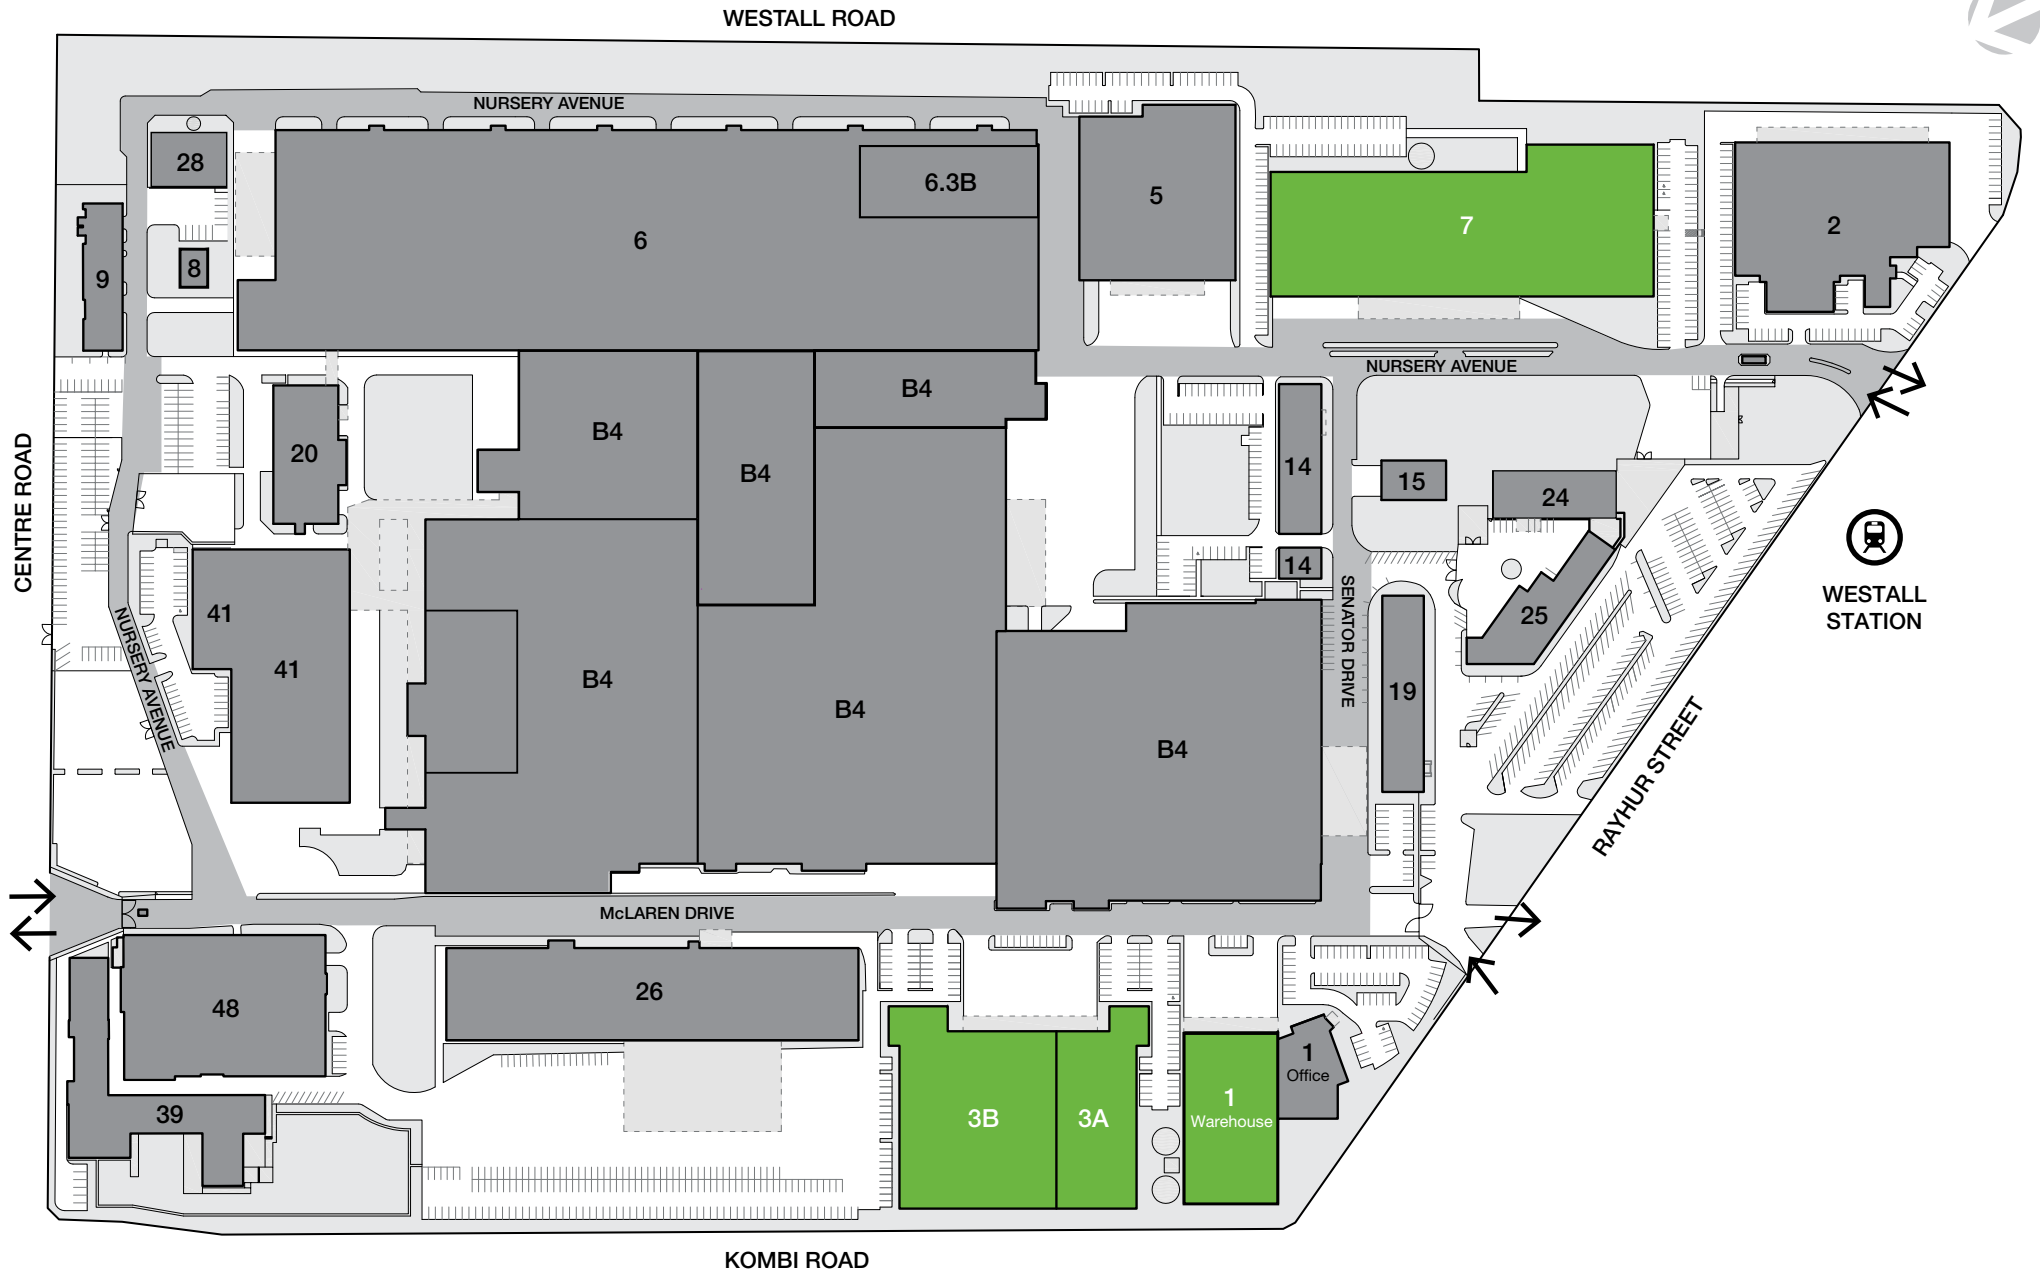 WESTALL ROAD
NURSERY AVENUE
28
6.3B
5
7
2
6
9
8
NURSERY AVENUE
B4
B4
B4
20
14
15
24
CENTRE ROAD
14
WESTALL
STATION
SENATOR DRIVE
25
41
41
NURSERY AVENUE
B4
B4
B4
19
RAYHUR STREET
McLAREN DRIVE
48
26
1
Office
39
3B
3A
1
Warehouse
KOMBI ROAD